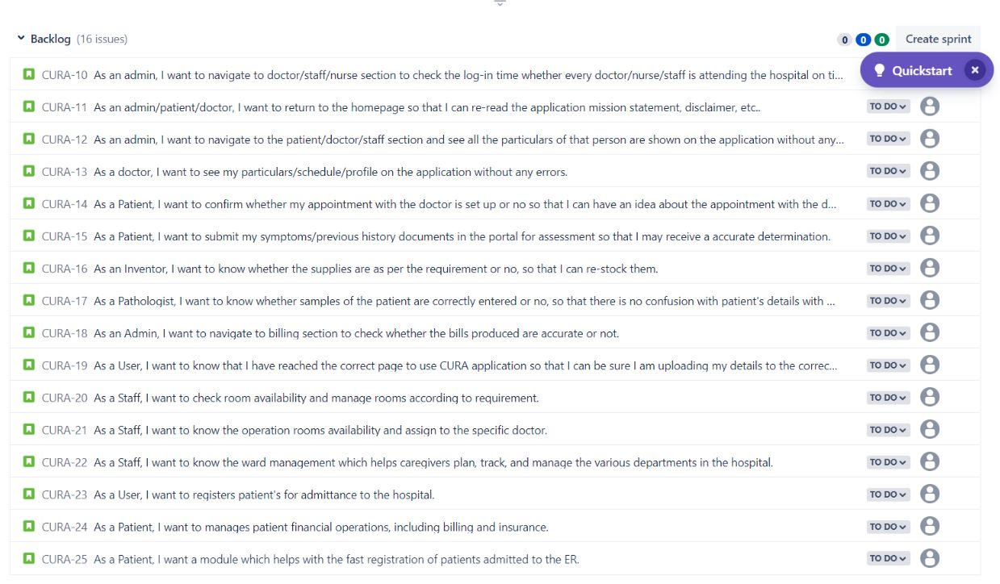 Backlog (16 issues) 0 0 0 Create sprint
Quickstart
CURA-10 As an admin, I want to navigate to doctor/staff/nurse section to check the log-in time whether every doctor/nurse/staff is attending the hospital on ti...
CURA-11 As an admin/patient/doctor, I want to return to the homepage so that I can re-read the application mission statement, disclaimer, etc.. TO DO
CURA-12 As an admin, I want to navigate to the patient/doctor/staff section and see all the particulars of that person are shown on the application without any... TO DO
CURA-13 As a doctor, I want to see my particulars/schedule/profile on the application without any errors. TO DO
CURA-14 As a Patient, I want to confirm whether my appointment with the doctor is set up or no so that I can have an idea about the appointment with the d... TO DO
CURA-15 As a Patient, I want to submit my symptoms/previous history documents in the portal for assessment so that I may receive a accurate determination. TO DO
CURA-16 As an Inventor, I want to know whether the supplies are as per the requirement or no, so that I can re-stock them. TO DO
CURA-17 As a Pathologist, I want to know whether samples of the patient are correctly entered or no, so that there is no confusion with patient's details with ... TO DO
CURA-18 As an Admin, I want to navigate to billing section to check whether the bills produced are accurate or not. TO DO
CURA-19 As a User, I want to know that I have reached the correct page to use CURA application so that I can be sure I am uploading my details to the correc... TO DO
CURA-20 As a Staff, I want to check room availability and manage rooms according to requirement. TO DO
CURA-21 As a Staff, I want to know the operation rooms availability and assign to the specific doctor. TO DO
CURA-22 As a Staff, I want to know the ward management which helps caregivers plan, track, and manage the various departments in the hospital. TO DO
CURA-23 As a User, I want to registers patient's for admittance to the hospital. TO DO
CURA-24 As a Patient, I want to manages patient financial operations, including billing and insurance. TO DO
CURA-25 As a Patient, I want a module which helps with the fast registration of patients admitted to the ER. TO DO